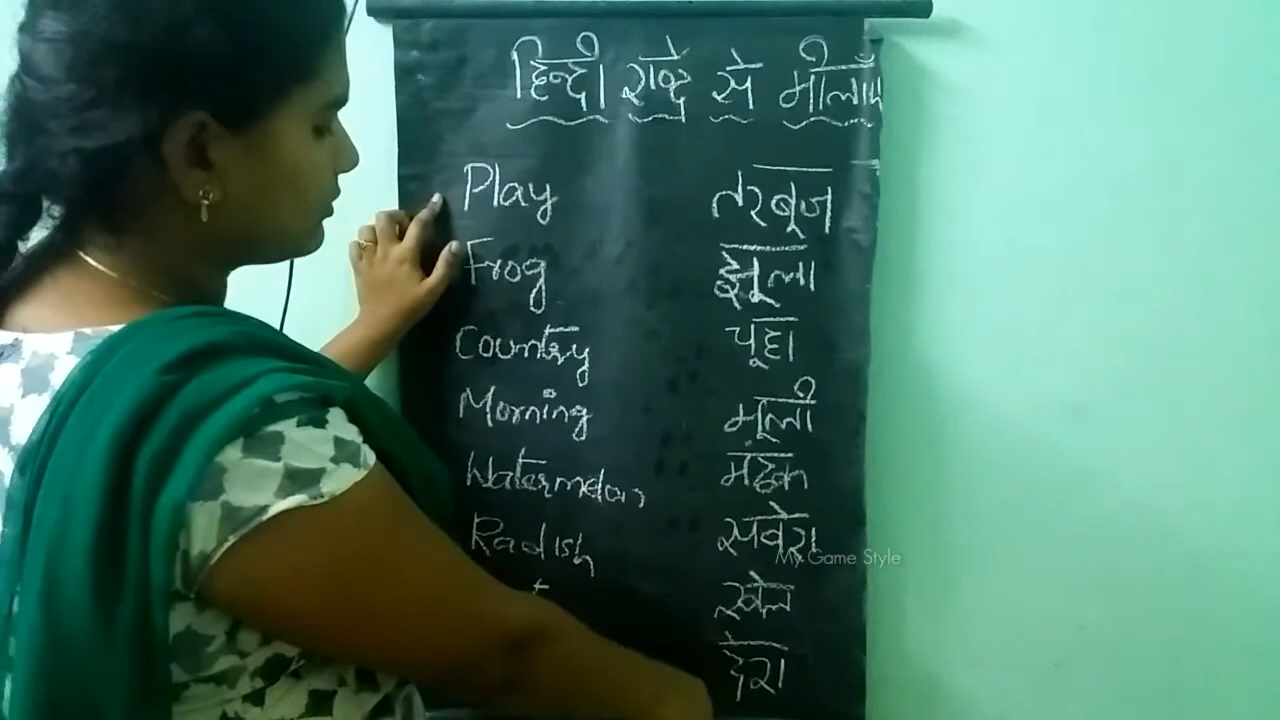 हिन्दी शब्द से मीलाए
Play तरबूज
Frog झूला
Country चूहा
Morning मूली
Watermelon मेंढक
Radish सवेरा
खेल
देश
My Game Style